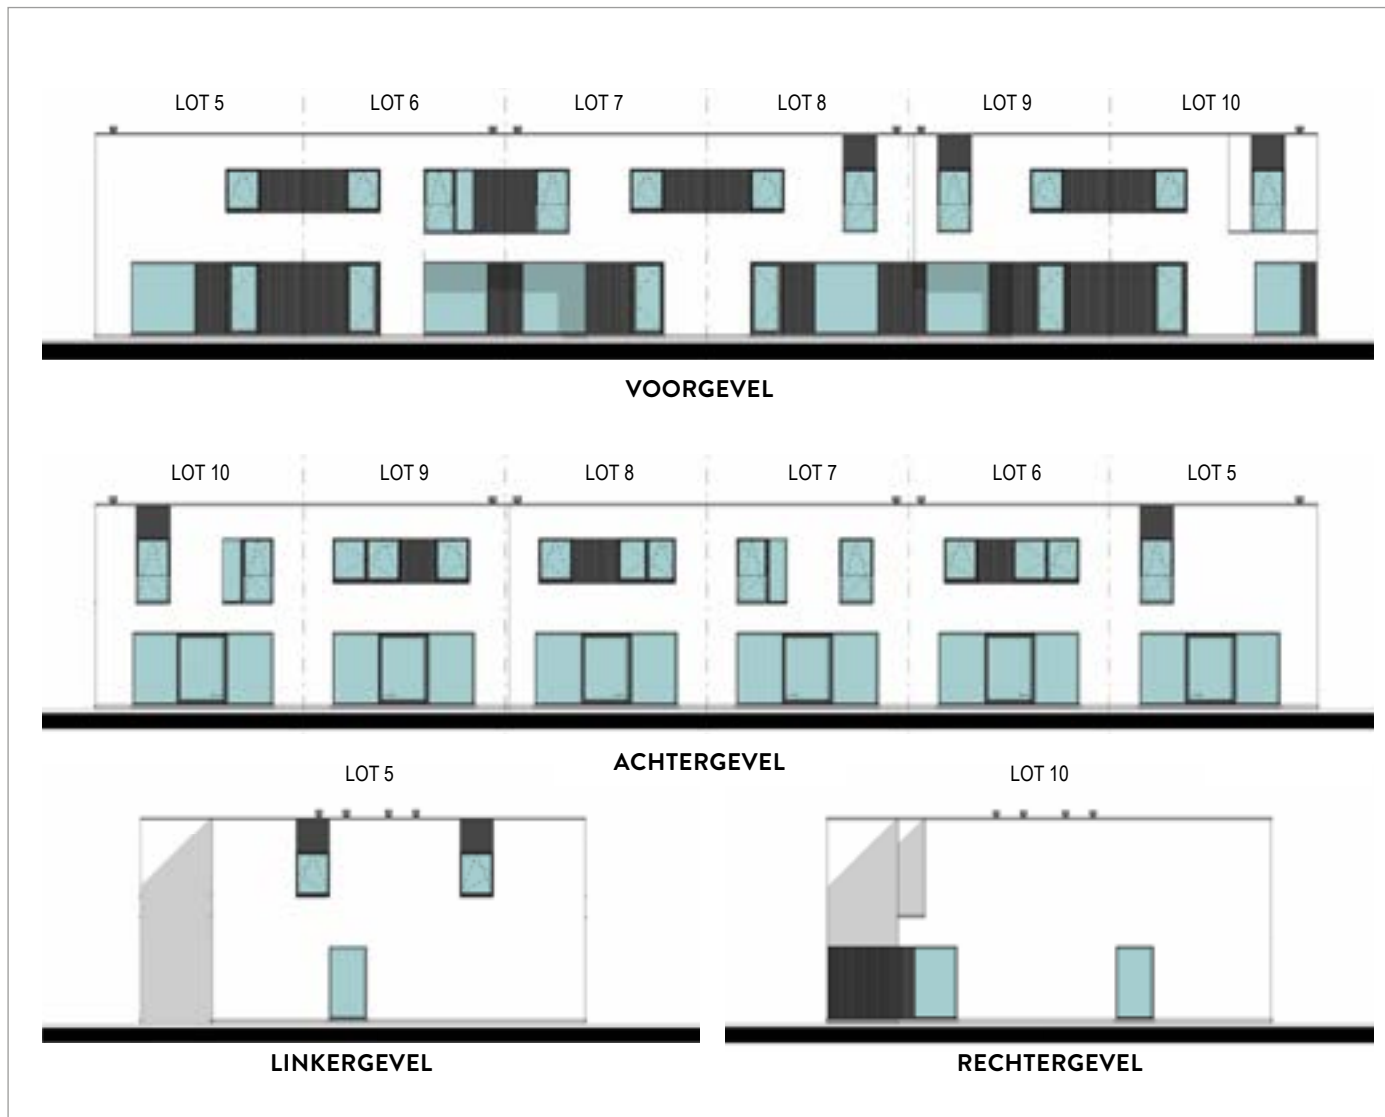 LOT 5 LOT 6 LOT 7 LOT 8 LOT 9 LOT 10
VOORGEVEL
LOT 10 LOT 9 LOT 8 LOT 7 LOT 6 LOT 5
ACHTERGEVEL
LOT 5 LOT 10
LINKERGEVEL RECHTERGEVEL